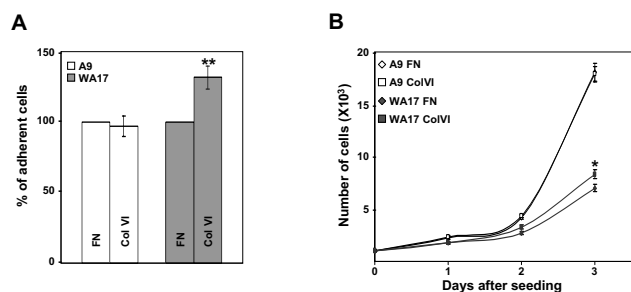 A
% of adherent cells
150
100
50
0
A9
WA17
**
FN
Col VI
FN
Col VI
B
Number of cells (X10³)
20
15
10
5
A9 FN
A9 ColVI
WA17 FN
WA17 ColVI
*
0
1
2
3
Days after seeding